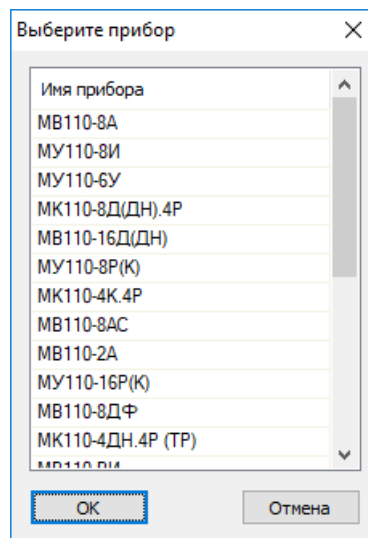 Выберите прибор
Имя прибора
МВ110-8А
МУ110-8И
МУ110-6У
МК110-8Д(ДН).4Р
МВ110-16Д(ДН)
МУ110-8Р(К)
МК110-4К.4Р
МВ110-8АС
МВ110-2А
МУ110-16Р(К)
МВ110-8ДФ
МК110-4ДН.4Р (ТР)
ОК
Отмена